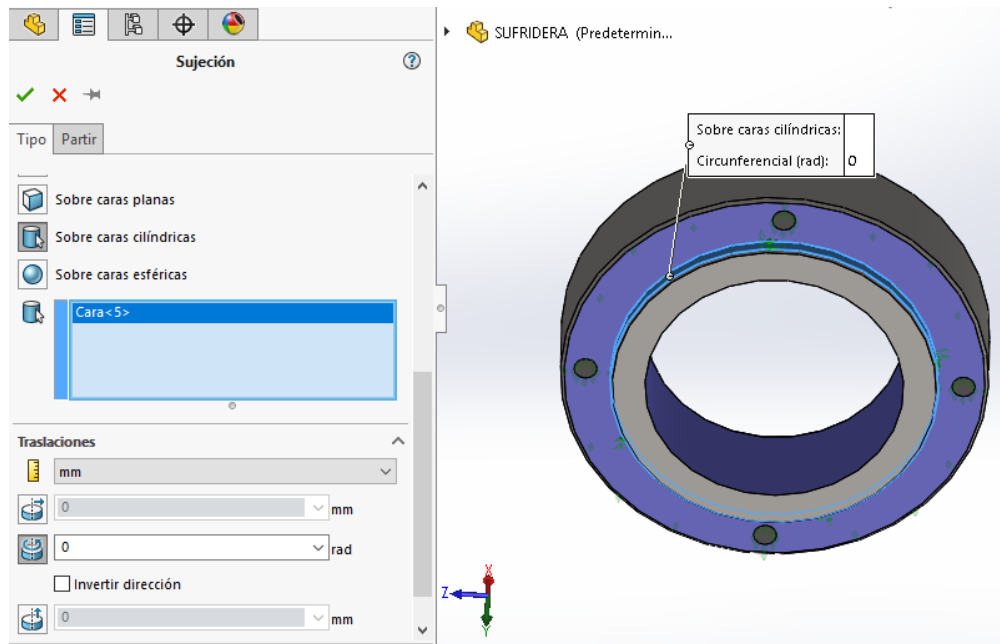 Sujeción
Tipo
Partir
Sobre caras planas
Sobre caras cilíndricas
Sobre caras esféricas
Cara<5>
Traslaciones
mm
0 mm
0 rad
Invertir dirección
0 mm
SUFRIDERA (Predetermin...
Sobre caras cilíndricas:
Circunferencial (rad): 0
X
Z
Y